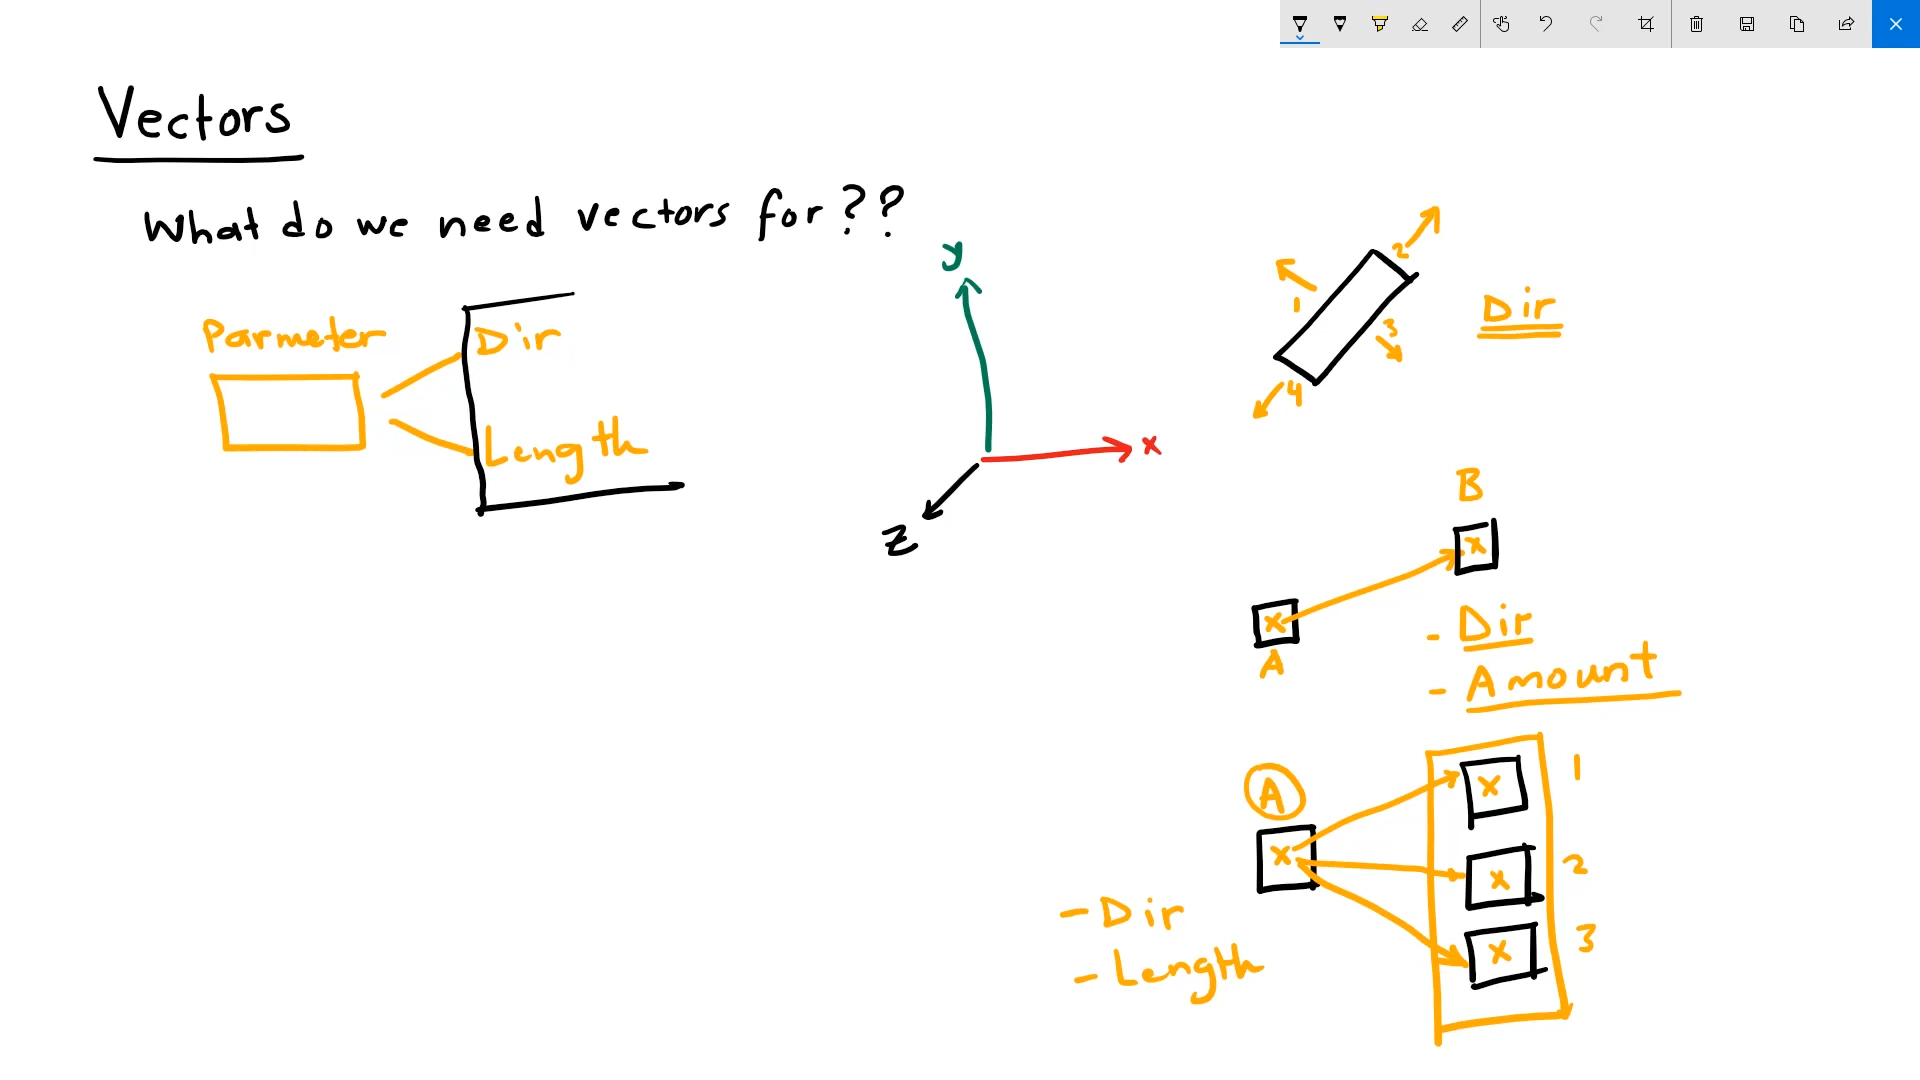 Vectors
What do we need vectors for??
Parmeter
Dir
Length
y
x
z
1
2
3
4
Dir
B
x
x
A
- Dir
- Amount
A
x
x
1
x
2
x
3
- Dir
- Length